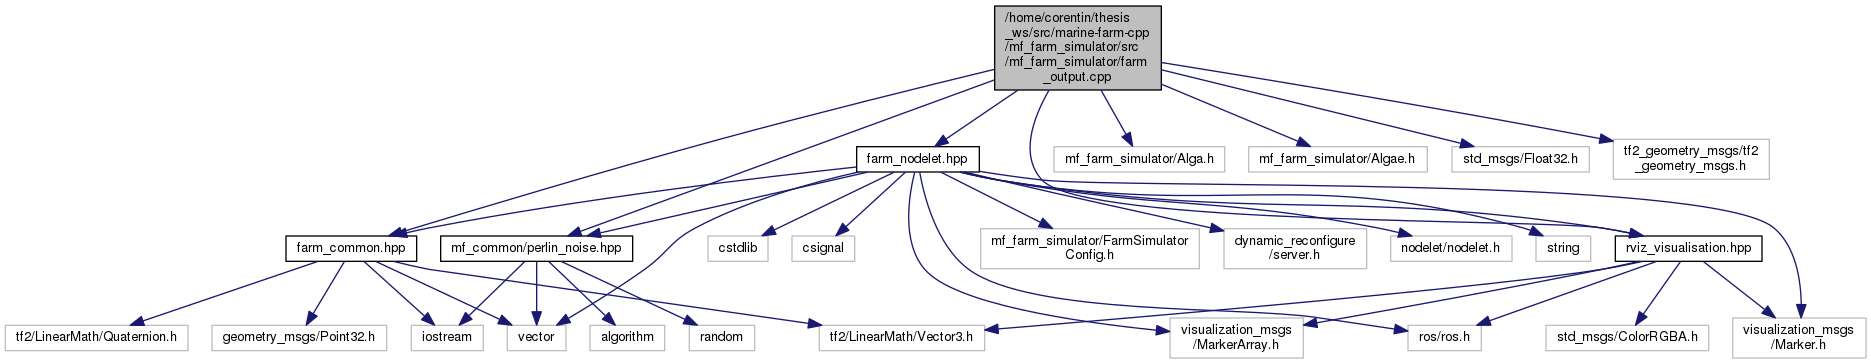 /home/corentin/thesis
_ws/src/marine-farm-cpp
/mf_farm_simulator/src
/mf_farm_simulator/farm
_output.cpp
farm_nodelet.hpp
mf_farm_simulator/Alga.h
mf_farm_simulator/Algae.h
std_msgs/Float32.h
tf2_geometry_msgs/tf2
_geometry_msgs.h
farm_common.hpp
mf_common/perlin_noise.hpp
cstdlib
csignal
mf_farm_simulator/FarmSimulator
Config.h
dynamic_reconfigure
/server.h
nodelet/nodelet.h
string
rviz_visualisation.hpp
tf2/LinearMath/Quaternion.h
geometry_msgs/Point32.h
iostream
vector
algorithm
random
tf2/LinearMath/Vector3.h
visualization_msgs
/MarkerArray.h
ros/ros.h
std_msgs/ColorRGBA.h
visualization_msgs
/Marker.h